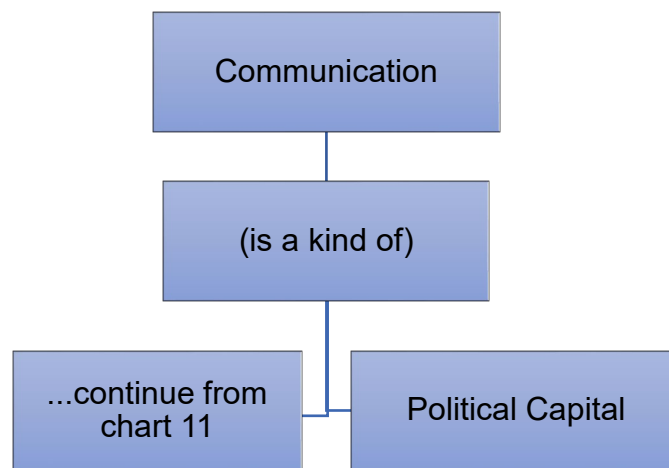 Communication
(is a kind of)
...continue from
chart 11
Political Capital